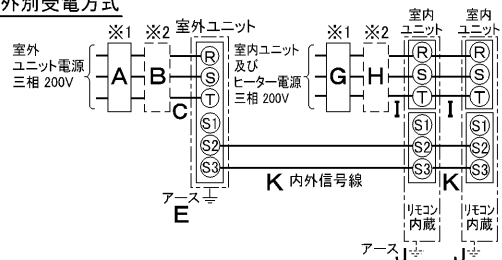 外別受電方式
※1 ※2 室外ユニット
室外
ユニット電源
三相 200V
A B C
R
S
T
S1
S2
S3
アース
E
室内ユニット
及び
ヒーター電源
三相 200V
※1 ※2
G H
室内
ユニット
室内
ユニット
R R
S S
T T
I I
S1 S1
S2 S2
S3 S3
K 内外信号線
K
リモコン
内蔵
リモコン
内蔵
アース J J